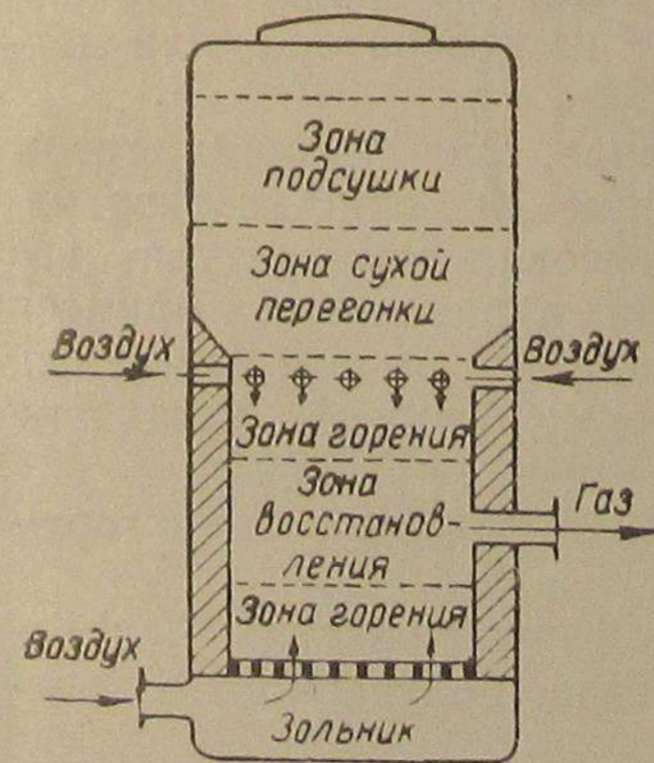 Зона
подсушки
Зона сухой
перегонки
Воздух
Воздух
Зона горения
Зона
восстанов-
ления
Газ
Зона горения
Воздух
Зольник